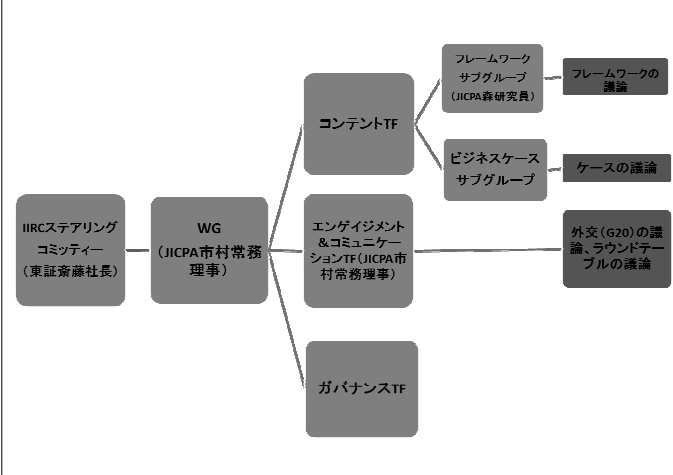 IIRCステアリング
コミッティー
(東証斎藤社長)
WG
(JICPA市村常務
理事)
コンテントTF
エンゲイジメント
&コミュニケー
ションTF(JICPA市
村常務理事)
ガバナンスTF
フレームワーク
サブグループ
(JICPA森研究員)
ビジネスケース
サブグループ
フレームワークの
議論
ケースの議論
外交(G20)の議
論、ラウンドテー
ブルの議論